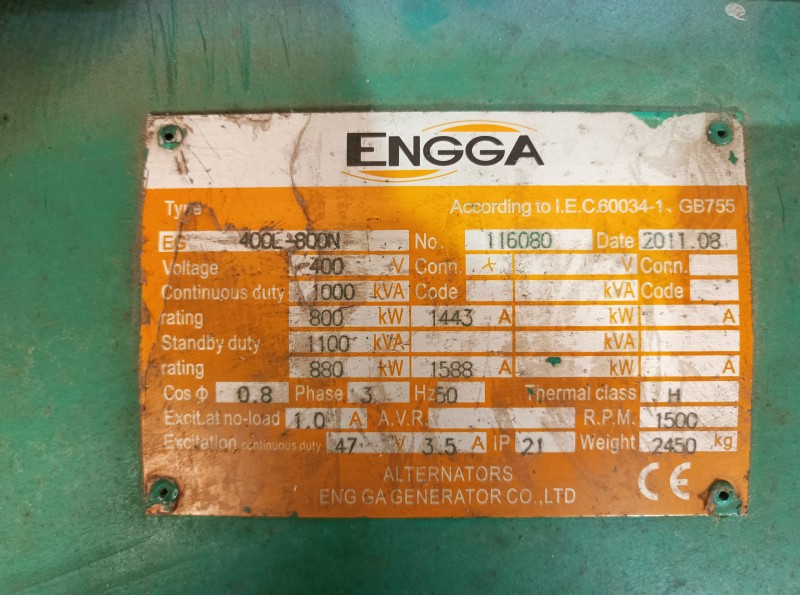 ENGGA
Type According to I.E.C.60034-1、GB755
EG 400L-800N No. 116080 Date 2011.08
Voltage 400 V Conn. Y V Conn.
Continuous duty 1000 kVA Code kVA Code
rating 800 kW 1443 A kW A
Standby duty 1100 kVA kVA
rating 880 kW 1588 A kW A
Cos Φ 0.8 Phase 3 Hz 50 Thermal class H
Excit.at no-load 1.0 A A.V.R. R.P.M. 1500
Excitation continuous duty 47 V 3.5 A IP 21 Weight 2450 kg
ALTERNATORS
ENG GA GENERATOR CO.,LTD
CE